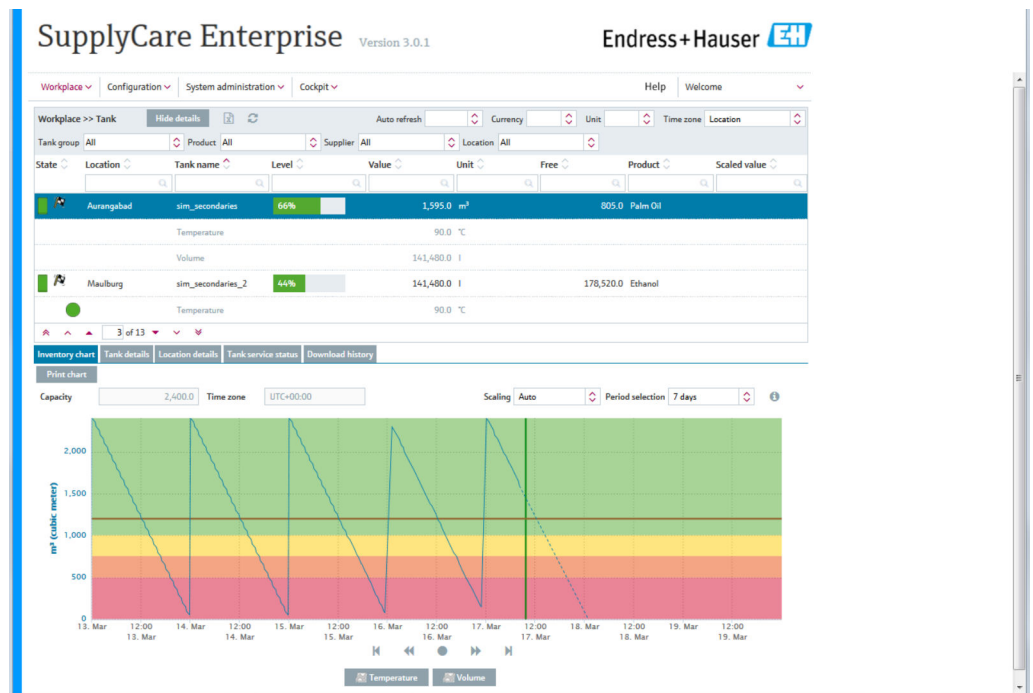 SupplyCare Enterprise Version 3.0.1 Endress+Hauser EH
Workplace Configuration System administration Cockpit Help Welcome
Workplace >> Tank Hide details Auto refresh Currency Unit Time zone Location
Tank group All Product All Supplier All Location All
State Location Tank name Level Value Unit Free Product Scaled value
Aurangabad sim_secondaries 66% 1,595.0 m³ 805.0 Palm Oil
Temperature 90.0 °C
Volume 141,480.0 l
Maulburg sim_secondaries_2 44% 141,480.0 l 178,520.0 Ethanol
Temperature 90.0 °C
3 of 13
Inventory chart Tank details Location details Tank service status Download history
Print chart
Capacity 2,400.0 Time zone UTC+00:00 Scaling Auto Period selection 7 days
2,000
1,500
1,000
500
0
m³ (cubic meter)
13. Mar 12:00 14. Mar 12:00 15. Mar 12:00 16. Mar 12:00 17. Mar 12:00 18. Mar 12:00 19. Mar 12:00
13. Mar 14. Mar 15. Mar 16. Mar 17. Mar 18. Mar 19. Mar
Temperature Volume